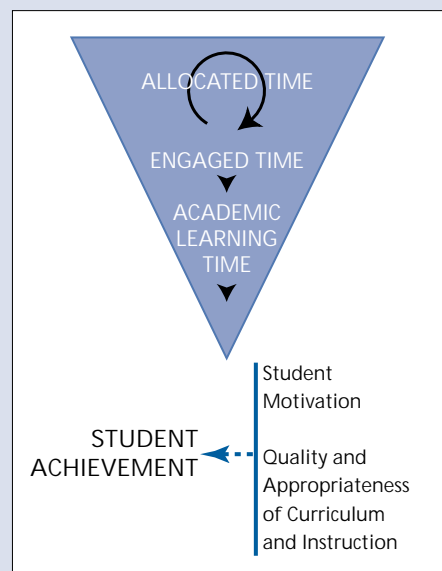 ALLOCATED TIME
ENGAGED TIME
ACADEMIC
LEARNING
TIME
Student
Motivation
STUDENT
ACHIEVEMENT
Quality and
Appropriateness
of Curriculum
and Instruction